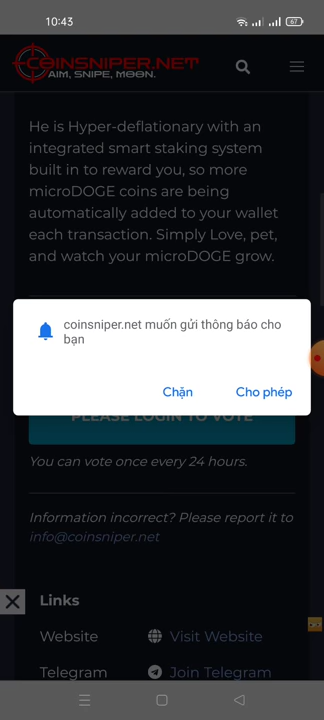 10:43
67
COINSNIPER.NET
AIM, SNIPE, MOON.
He is Hyper-deflationary with an
integrated smart staking system
built in to reward you, so more
microDOGE coins are being
automatically added to your wallet
each transaction. Simply Love, pet,
and watch your microDOGE grow.
coinsniper.net muốn gửi thông báo cho
bạn
Chặn
Cho phép
PLEASE LOGIN TO VOTE
You can vote once every 24 hours.
Information incorrect? Please report it to
info@coinsniper.net
Links
Website Visit Website
Telegram Join Telegram